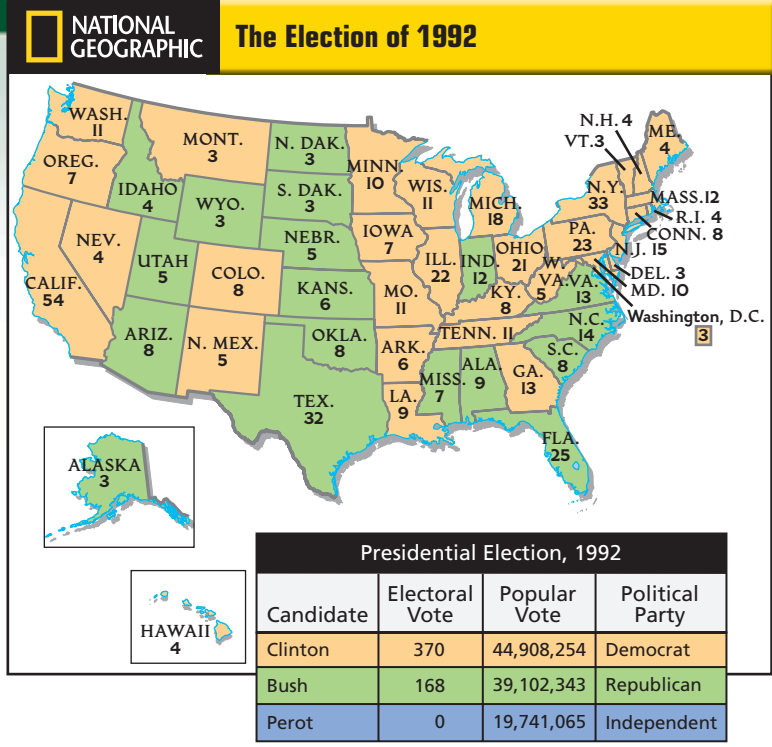 NATIONAL
GEOGRAPHIC
The Election of 1992
WASH.
11
OREG.
7
CALIF.
54
NEV.
4
IDAHO
4
MONT.
3
WYO.
3
UTAH
5
COLO.
8
ARIZ.
8
N. MEX.
5
N. DAK.
3
S. DAK.
3
NEBR.
5
KANS.
6
OKLA.
8
TEX.
32
MINN.
10
IOWA
7
MO.
11
ARK.
6
LA.
9
WIS.
11
ILL.
22
MICH.
18
IND.
12
OHIO
21
KY.
8
TENN. 11
MISS.
7
ALA.
9
GA.
13
FLA.
25
S.C.
8
N.C.
14
VA.
13
W.
VA.
5
PA.
23
N.Y.
33
VT.3
N.H. 4
ME.
4
MASS.12
R.I. 4
CONN. 8
N.J. 15
DEL. 3
MD. 10
Washington, D.C.
3
ALASKA
3
HAWAII
4
Presidential Election, 1992
Candidate Electoral Vote Popular Vote Political Party
Clinton 370 44,908,254 Democrat
Bush 168 39,102,343 Republican
Perot 0 19,741,065 Independent